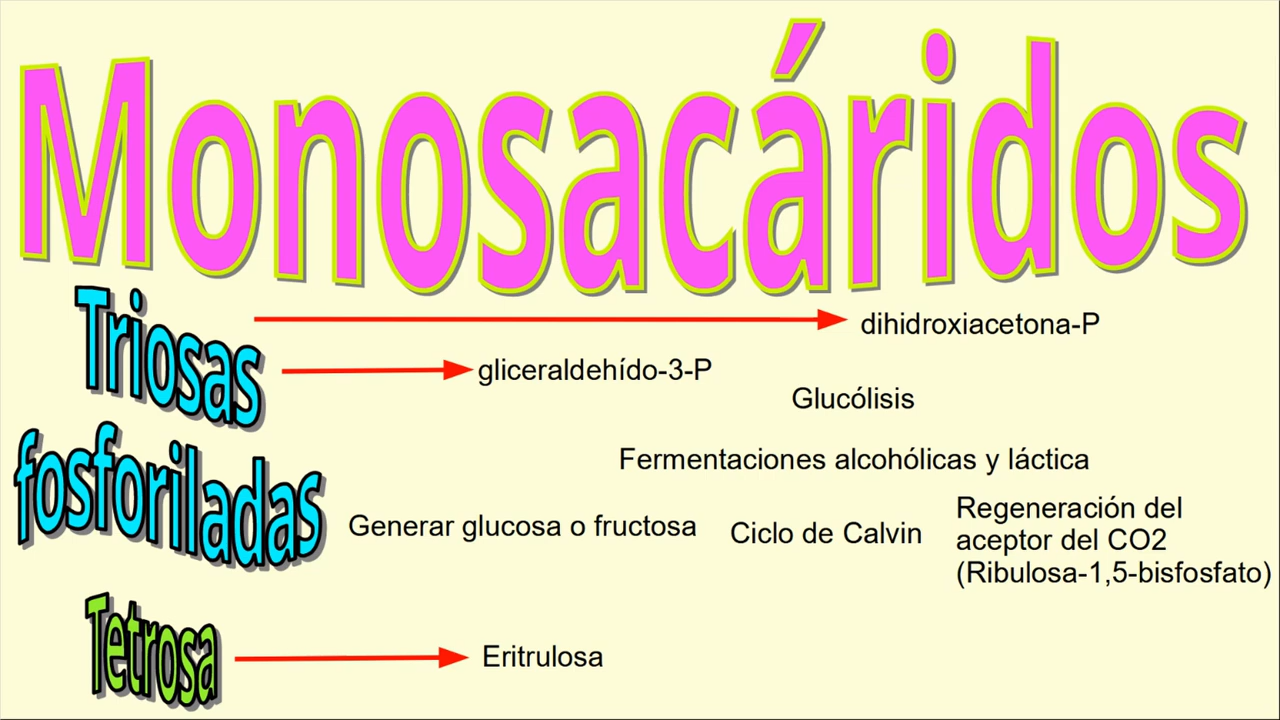 Monosacáridos
Triosas
fosforiladas
dihidroxiacetona-P
gliceraldehído-3-P
Glucólisis
Fermentaciones alcohólicas y láctica
Generar glucosa o fructosa
Ciclo de Calvin
Regeneración del
aceptor del CO2
(Ribulosa-1,5-bisfosfato)
Tetrosa
Eritrulosa